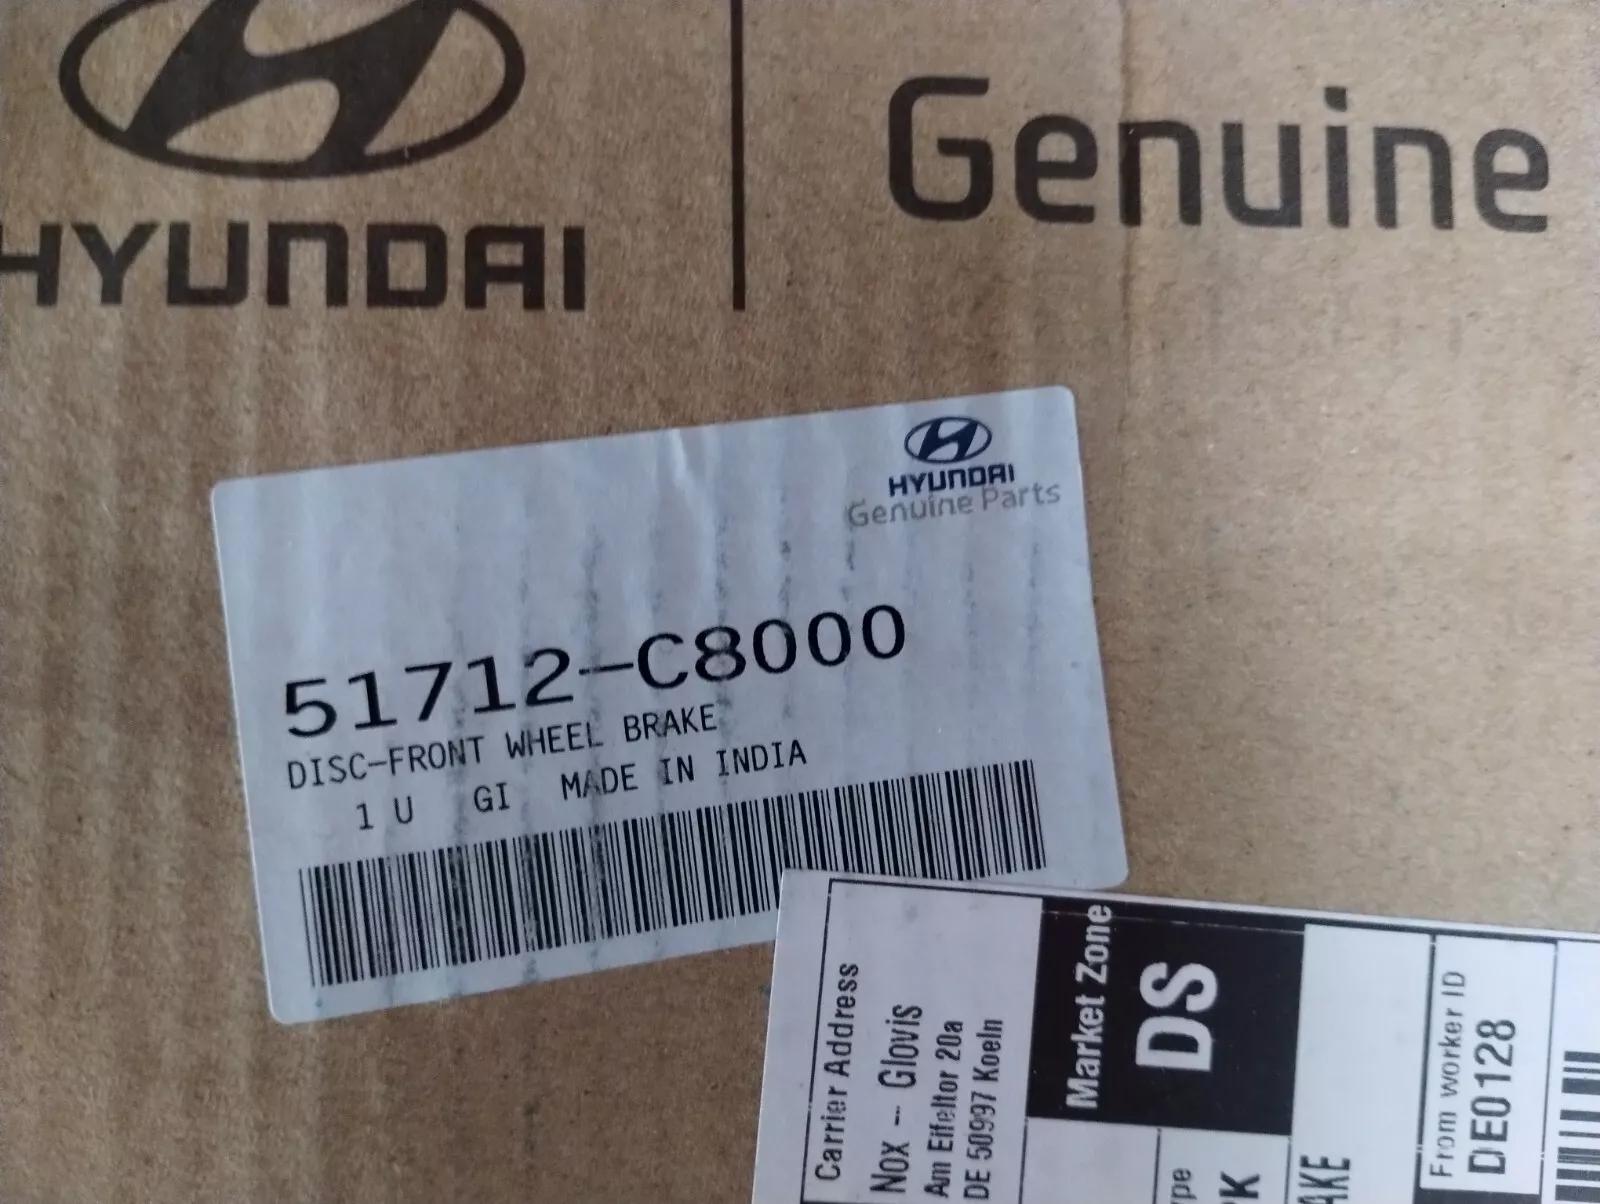 HYUNDAI
Genuine
HYUNDAI
Genuine Parts
51712-C8000
DISC-FRONT WHEEL BRAKE
1 U GI MADE IN INDIA
Carrier Address
Nox -- Glovis
Am Eifeltor 20a
DE 50997 Koeln
Market Zone
DS
From worker ID
DE0128